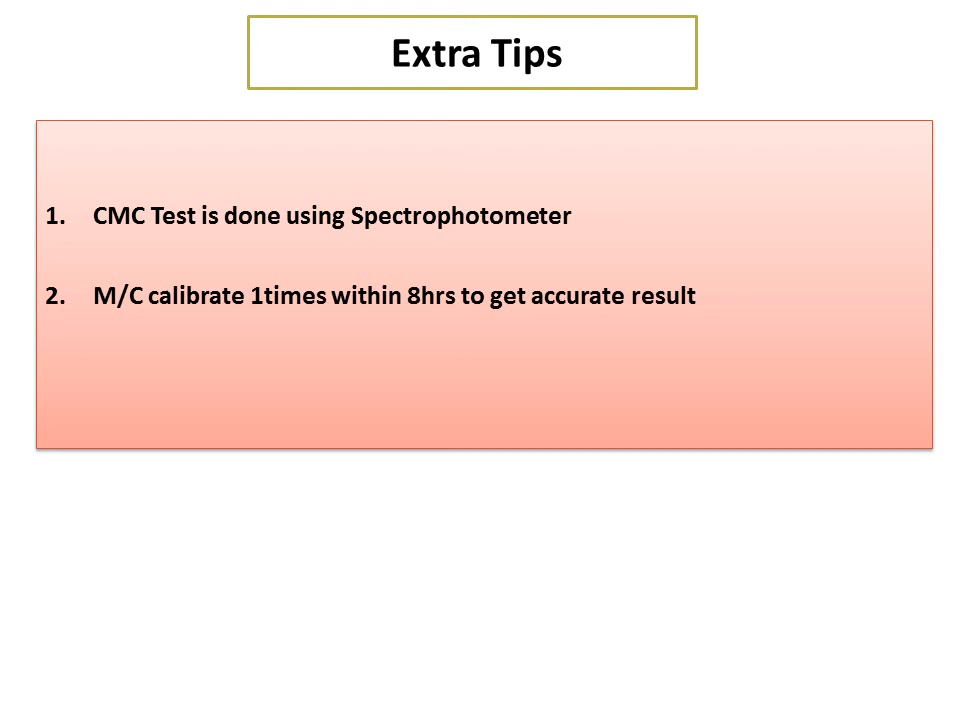 Extra Tips
1. CMC Test is done using Spectrophotometer
2. M/C calibrate 1times within 8hrs to get accurate result